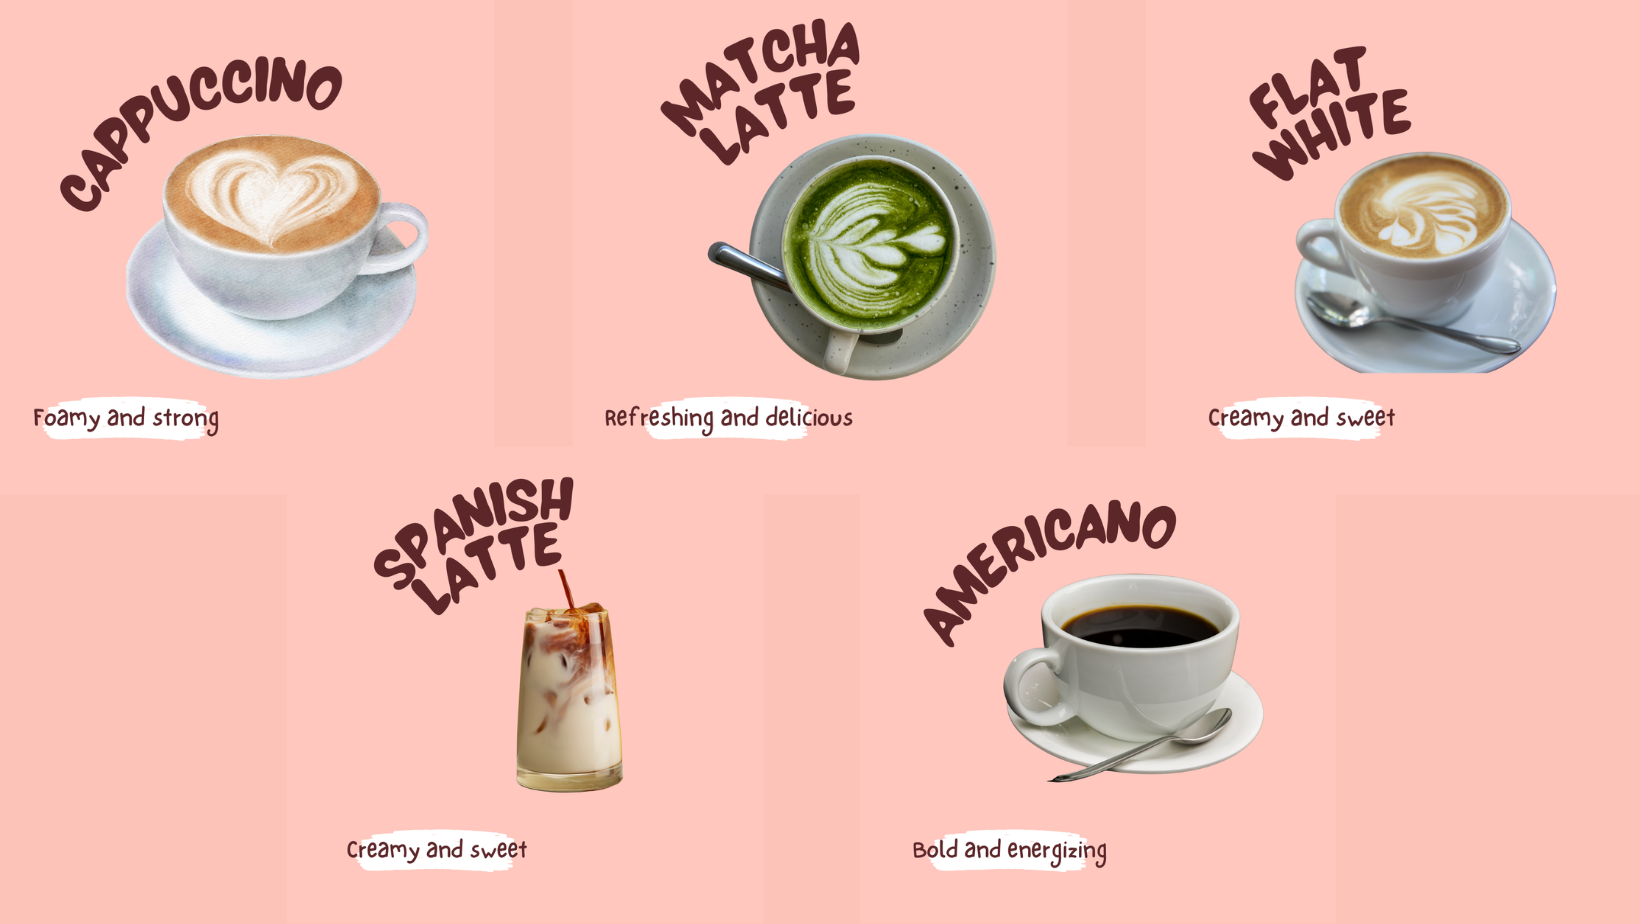 CAPPUCCINO
Foamy and strong
MATCHA
LATTE
Refreshing and delicious
FLAT
WHITE
Creamy and sweet
SPANISH
LATTE
Creamy and sweet
AMERICANO
Bold and energizing